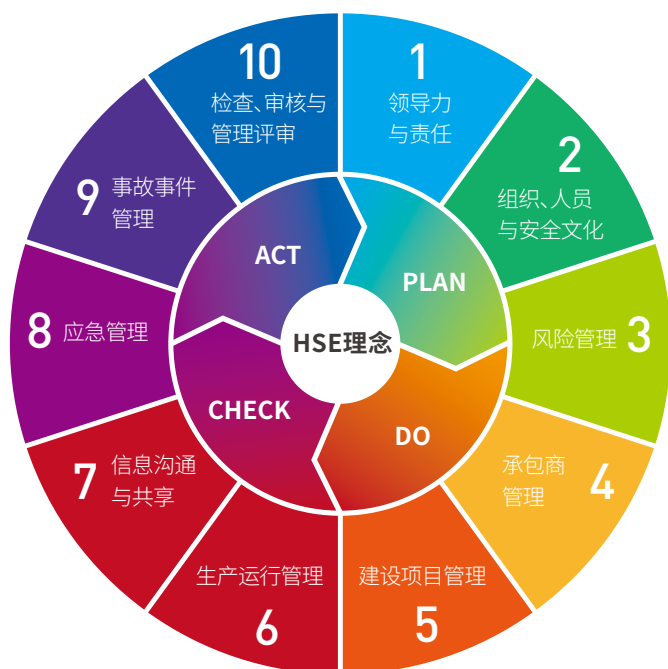 1
领导力
与责任
2
组织、人员
与安全文化
风险管理 3
承包商
管理
4
建设项目管理
5
生产运行管理
6
7
信息沟通
与共享
8 应急管理
9
事故事件
管理
10
检查、审核与
管理评审
ACT
PLAN
HSE理念
CHECK
DO